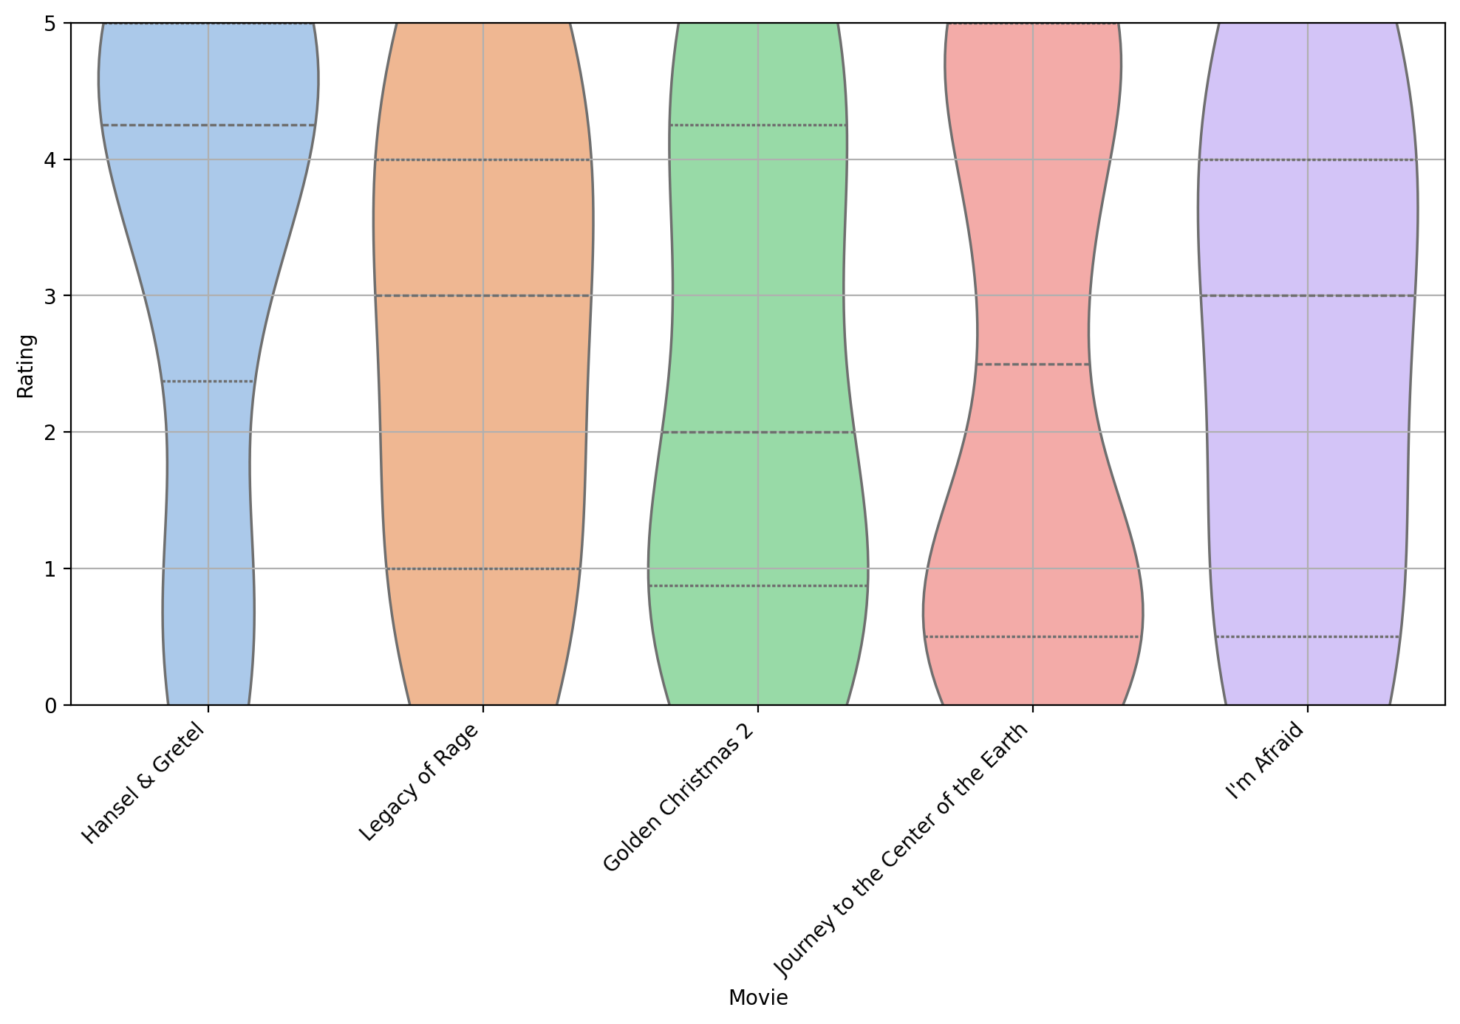 5
4
3
2
1
0
Rating
Hansel & Gretel
Legacy of Rage
Golden Christmas 2
Journey to the Center of the Earth
I'm Afraid
Movie